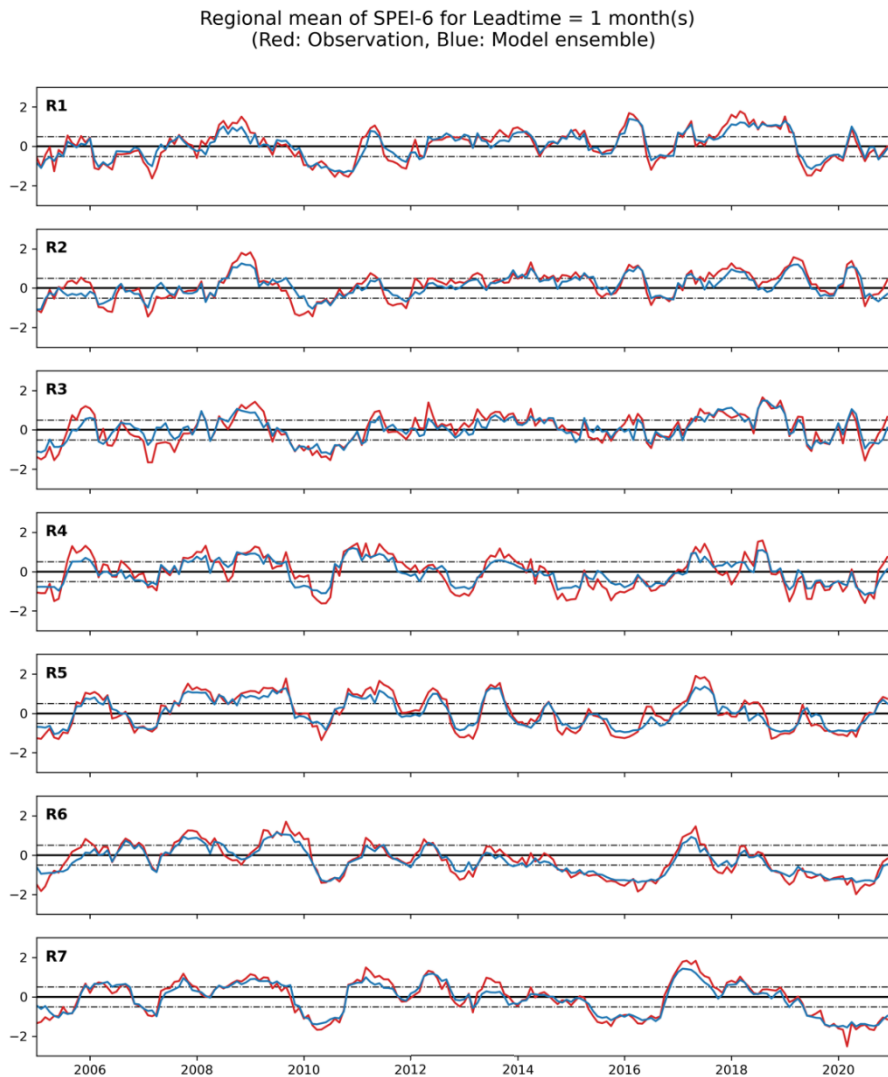 Regional mean of SPEI-6 for Leadtime = 1 month(s)
(Red: Observation, Blue: Model ensemble)
R1
2
0
−2
R2
2
0
−2
R3
2
0
−2
R4
2
0
−2
R5
2
0
−2
R6
2
0
−2
R7
2
0
−2
2006 2008 2010 2012 2014 2016 2018 2020